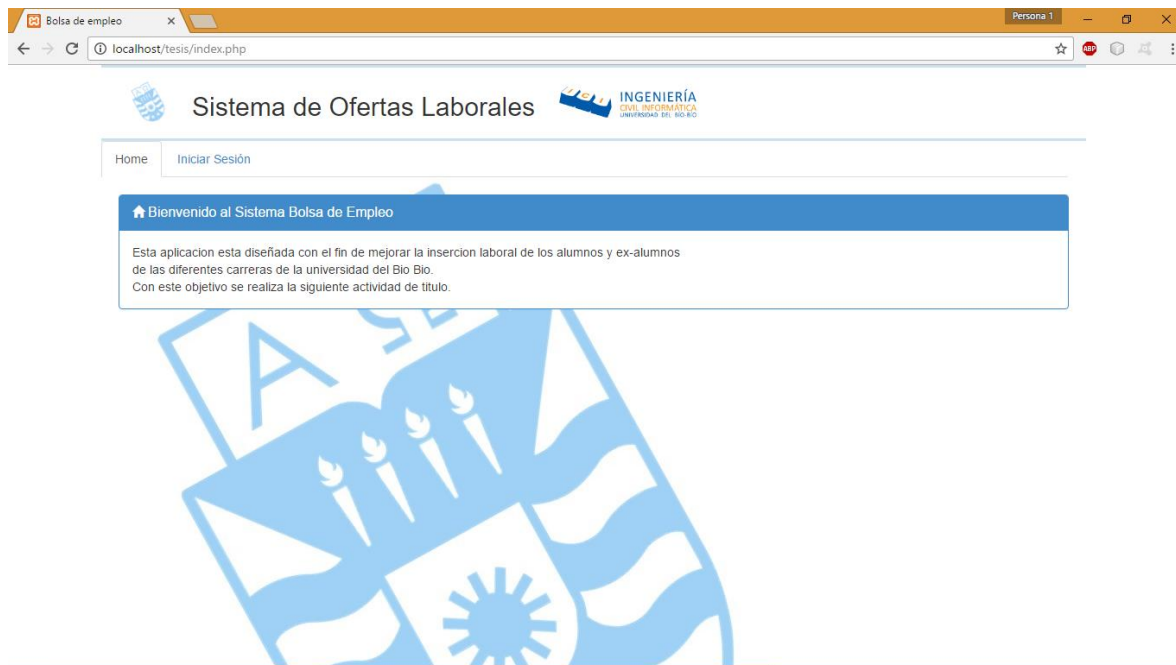 Bolsa de empleo
Persona 1
localhost/tesis/index.php
ABP
Sistema de Ofertas Laborales
ici
INGENIERÍA
CIVIL INFORMÁTICA
UNIVERSIDAD DEL BÍO-BÍO
Home
Iniciar Sesión
Bienvenido al Sistema Bolsa de Empleo
Esta aplicacion esta diseñada con el fin de mejorar la insercion laboral de los alumnos y ex-alumnos
de las diferentes carreras de la universidad del Bio Bio.
Con este objetivo se realiza la siguiente actividad de titulo.